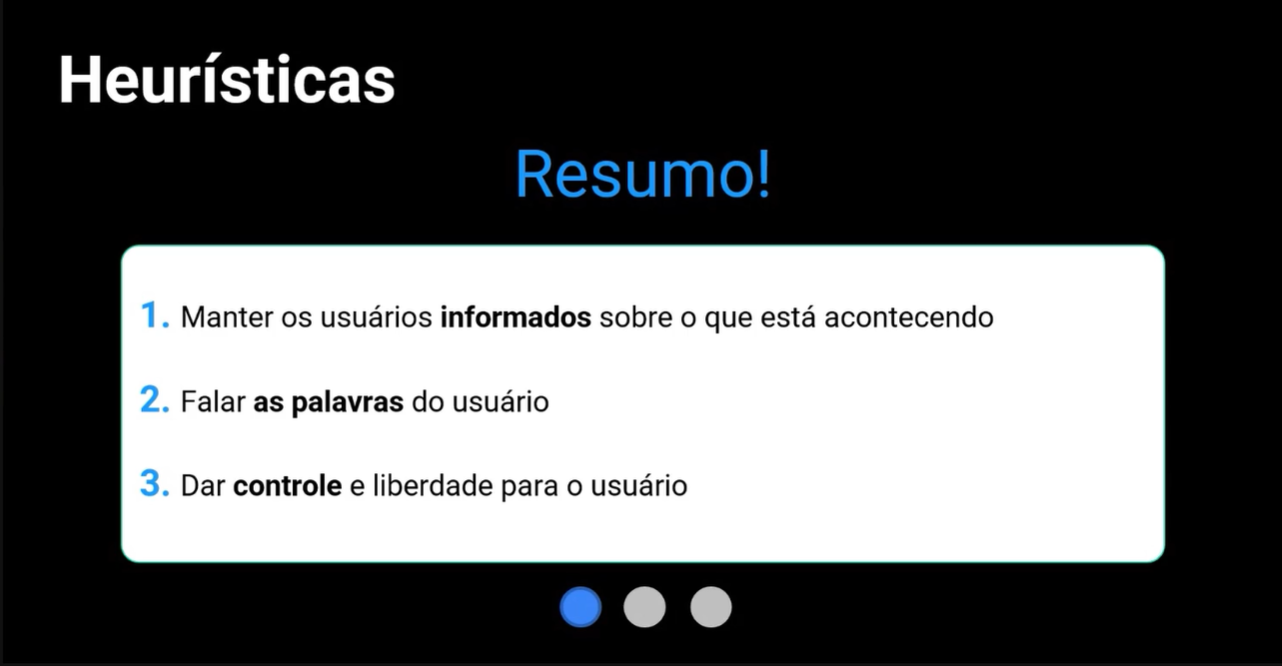 Heurísticas
Resumo!
1. Manter os usuários informados sobre o que está acontecendo
2. Falar as palavras do usuário
3. Dar controle e liberdade para o usuário